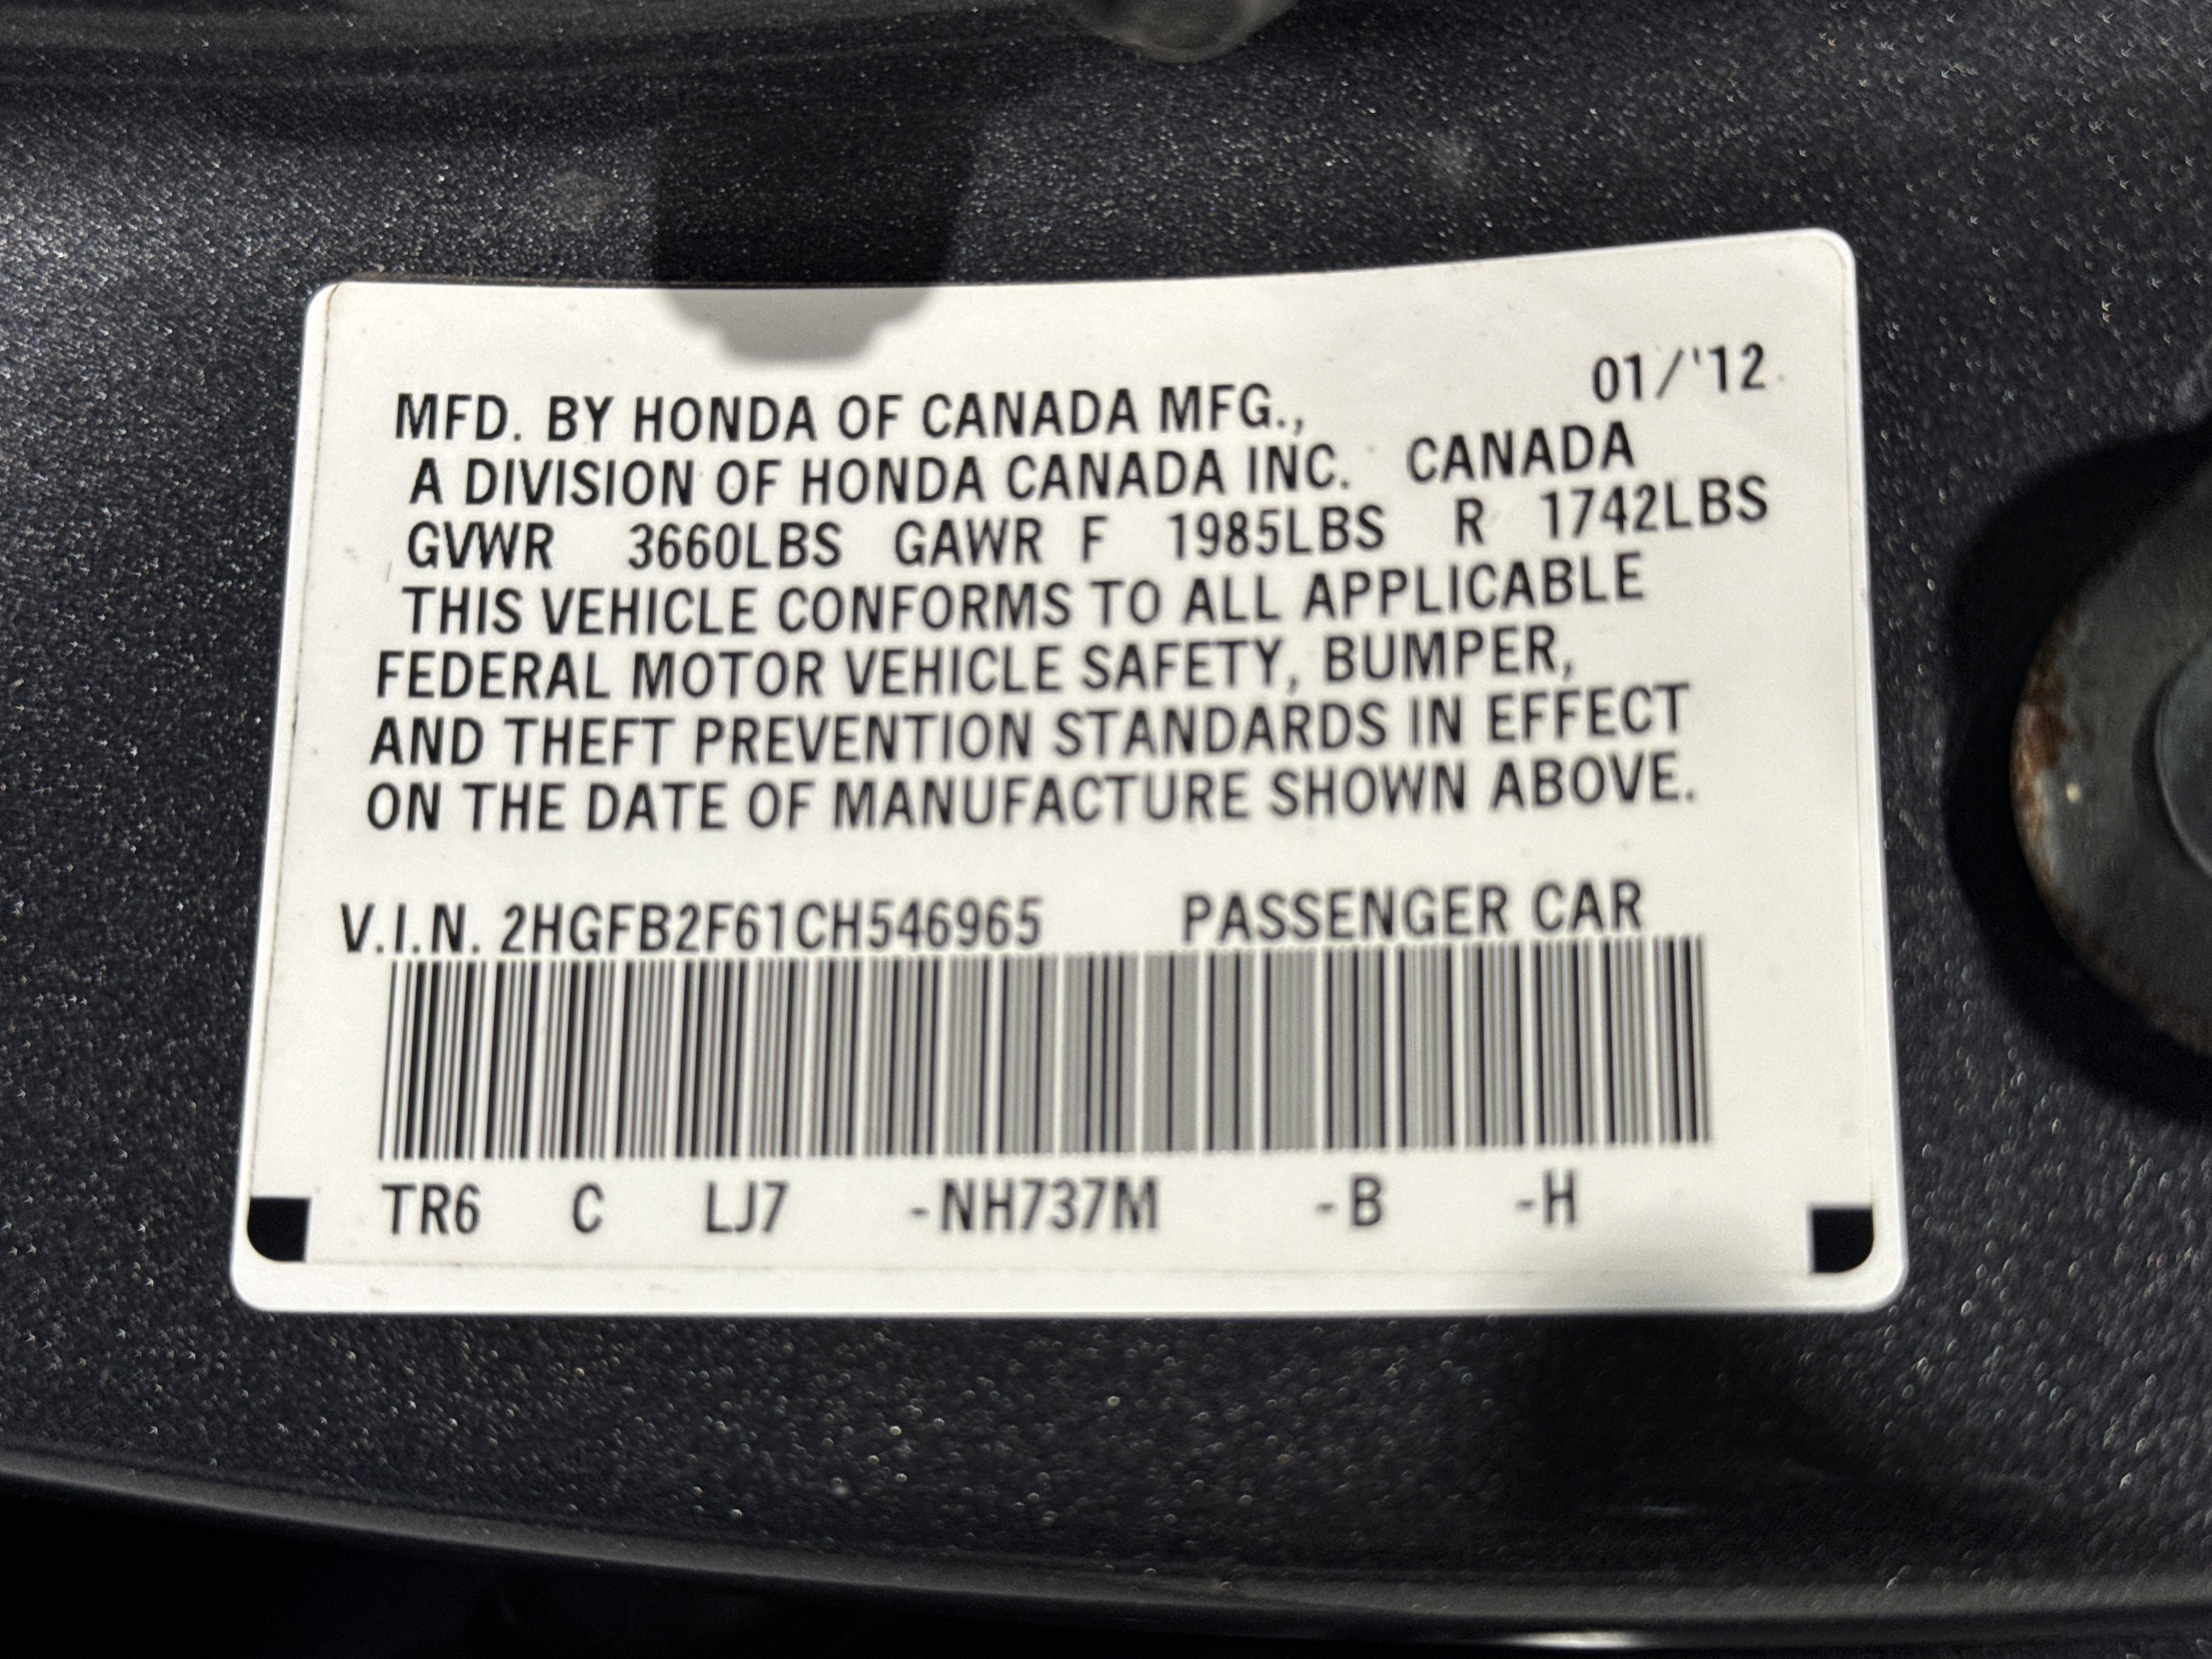 01/'12
MFD. BY HONDA OF CANADA MFG.,
A DIVISION OF HONDA CANADA INC. CANADA
GVWR 3660LBS GAWR F 1985LBS R 1742LBS
THIS VEHICLE CONFORMS TO ALL APPLICABLE
FEDERAL MOTOR VEHICLE SAFETY, BUMPER,
AND THEFT PREVENTION STANDARDS IN EFFECT
ON THE DATE OF MANUFACTURE SHOWN ABOVE.
V.I.N. 2HGFB2F61CH546965 PASSENGER CAR
TR6 C LJ7 -NH737M -B -H